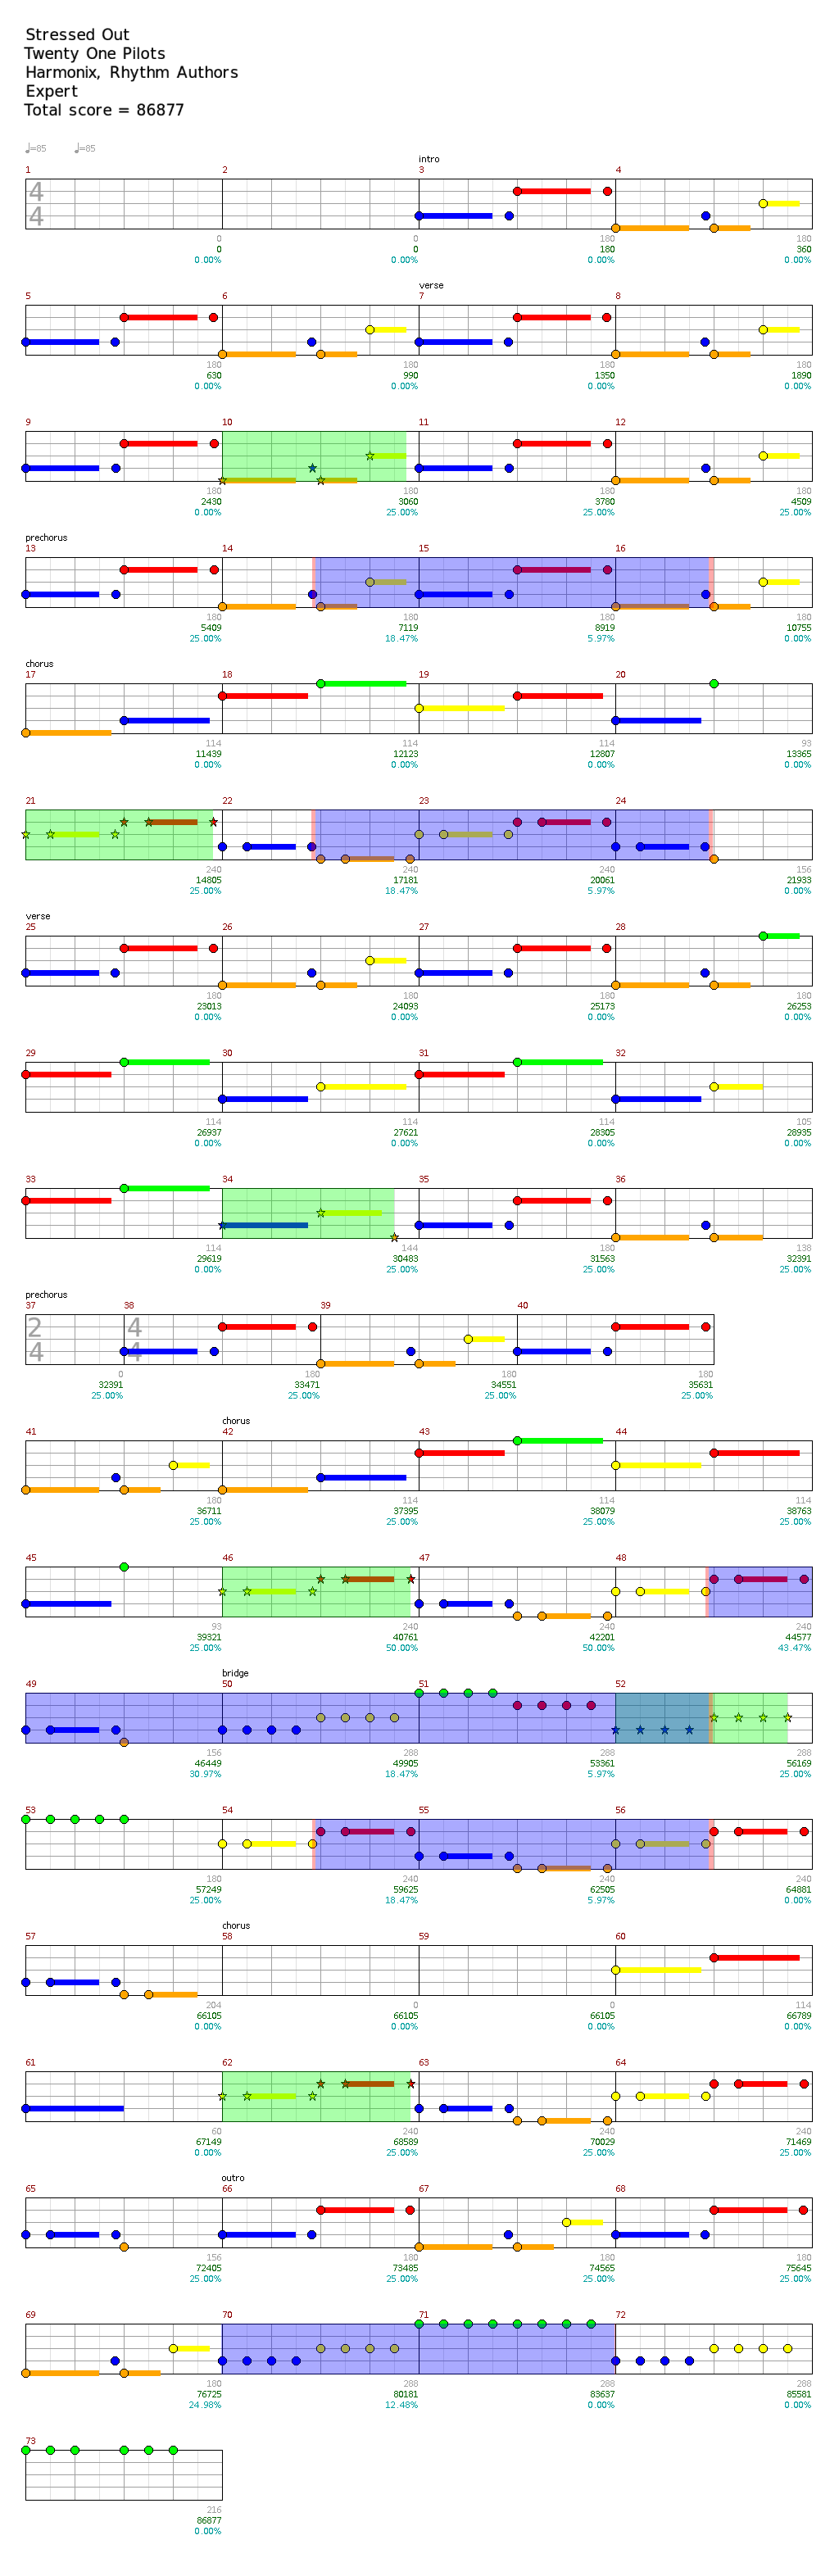 Stressed Out
Twenty One Pilots
Harmonix, Rhythm Authors
Expert
Total score = 86877
♩=85 ♩=85
intro
1 2 3 4
4
4
0 0 180 180
0 0 180 360
0.00% 0.00% 0.00% 0.00%
verse
5 6 7 8
180 180 180 180
630 990 1350 1890
0.00% 0.00% 0.00% 0.00%
9 10 11 12
180 180 180 180
2430 3060 3780 4509
0.00% 25.00% 25.00% 25.00%
prechorus
13 14 15 16
180 180 180 180
5409 7119 8919 10755
25.00% 18.47% 5.97% 0.00%
chorus
17 18 19 20
114 114 114 93
11439 12123 12807 13365
0.00% 0.00% 0.00% 0.00%
21 22 23 24
240 240 240 156
14805 17181 20061 21933
25.00% 18.47% 5.97% 0.00%
verse
25 26 27 28
180 180 180 180
23013 24093 25173 26253
0.00% 0.00% 0.00% 0.00%
29 30 31 32
114 114 114 105
26937 27621 28305 28935
0.00% 0.00% 0.00% 0.00%
33 34 35 36
114 144 180 138
29619 30483 31563 32391
0.00% 25.00% 25.00% 25.00%
prechorus
37 38 39 40
2 4
4 4
0 180 180 180
32391 33471 34551 35631
25.00% 25.00% 25.00% 25.00%
chorus
41 42 43 44
180 114 114 114
36711 37395 38079 38763
25.00% 25.00% 25.00% 25.00%
45 46 47 48
93 240 240 240
39321 40761 42201 44577
25.00% 50.00% 50.00% 43.47%
bridge
49 50 51 52
156 288 288 288
46449 49905 53361 56169
30.97% 18.47% 5.97% 25.00%
53 54 55 56
180 240 240 240
57249 59625 62505 64881
25.00% 18.47% 5.97% 0.00%
chorus
57 58 59 60
204 0 0 114
66105 66105 66105 66789
0.00% 0.00% 0.00% 0.00%
61 62 63 64
60 240 240 240
67149 68589 70029 71469
0.00% 25.00% 25.00% 25.00%
outro
65 66 67 68
156 180 180 180
72405 73485 74565 75645
25.00% 25.00% 25.00% 25.00%
69 70 71 72
180 288 288 288
76725 80181 83637 85581
24.98% 12.48% 0.00% 0.00%
73
216
86877
0.00%